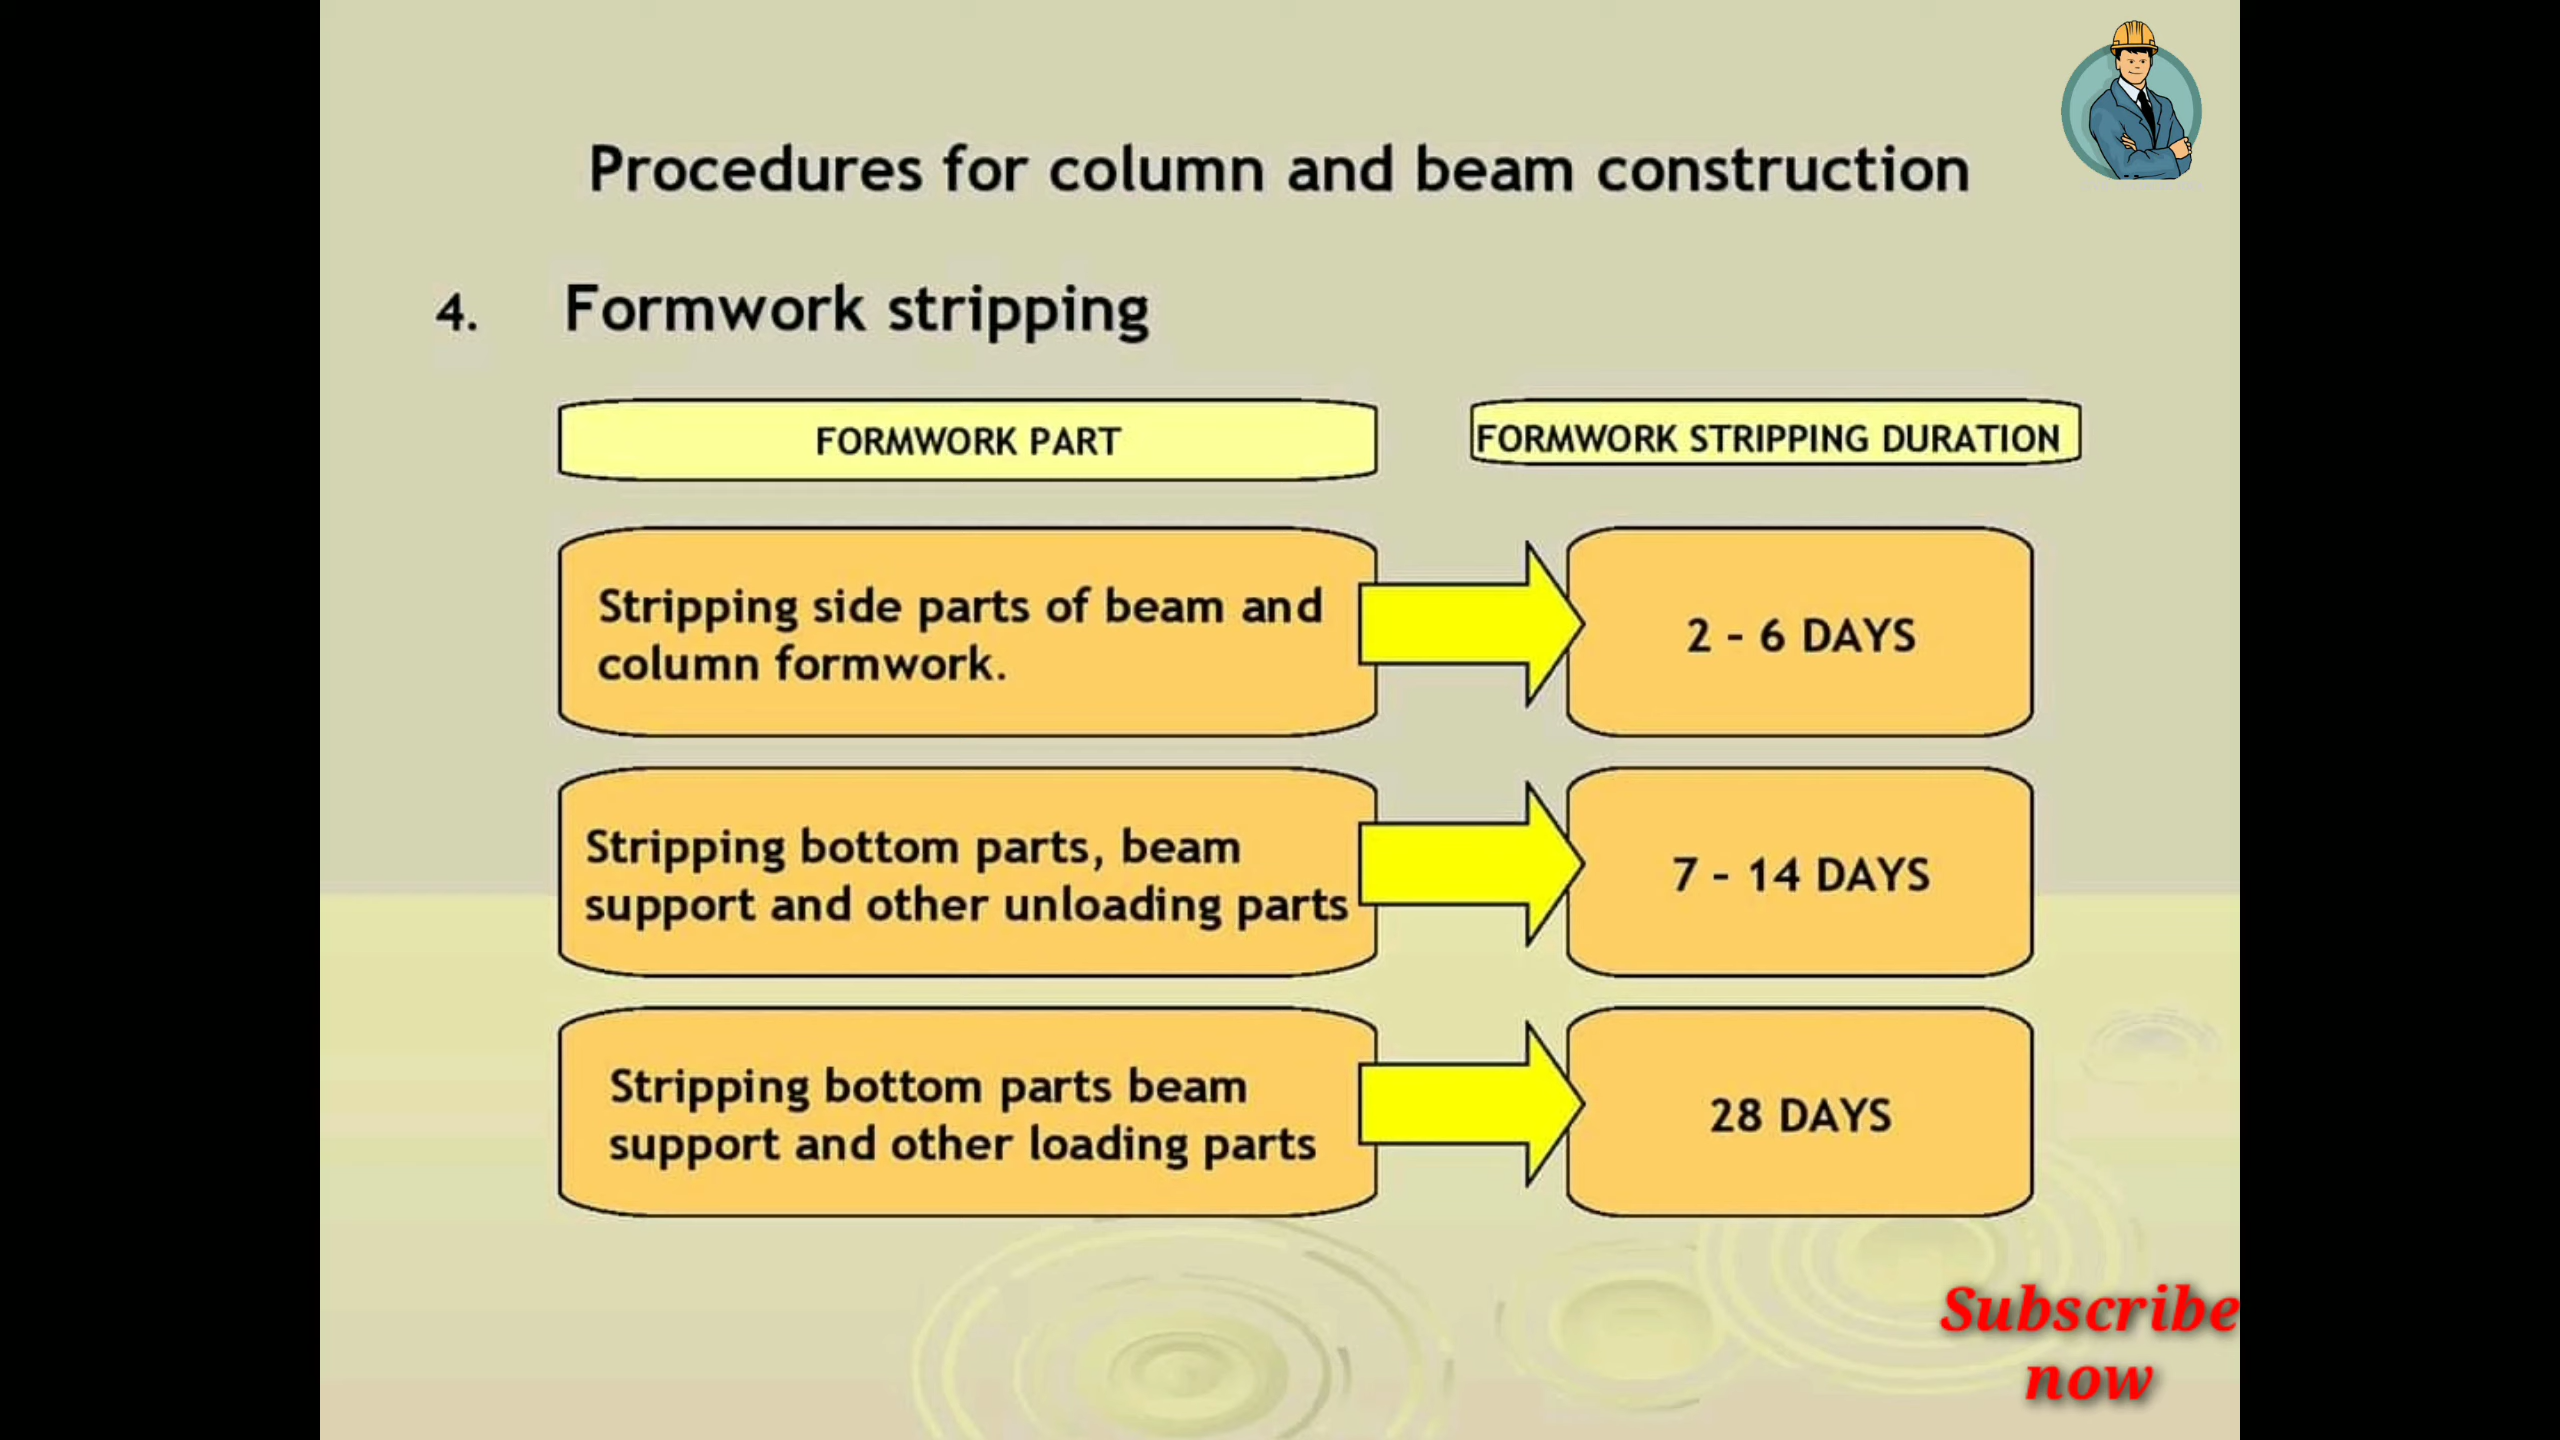 Procedures for column and beam construction
4. Formwork stripping
FORMWORK PART
FORMWORK STRIPPING DURATION
Stripping side parts of beam and
column formwork.
2 - 6 DAYS
Stripping bottom parts, beam
support and other unloading parts
7 - 14 DAYS
Stripping bottom parts beam
support and other loading parts
28 DAYS
Subscribe
now